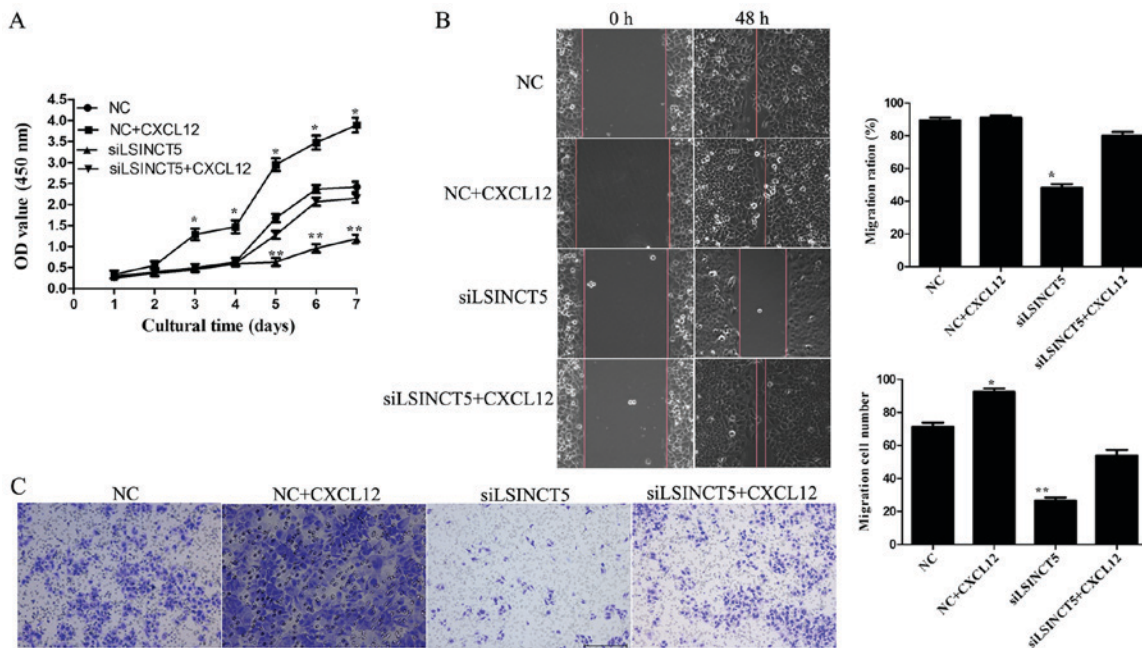 A
OD value (450 nm)
4.5
4.0
3.5
3.0
2.5
2.0
1.5
1.0
0.5
0.0
NC
NC+CXCL12
siLSINCT5
siLSINCT5+CXCL12
*
*
*
*
*
**
**
**
0 1 2 3 4 5 6 7
Cultural time (days)
B
0 h 48 h
NC
NC+CXCL12
siLSINCT5
siLSINCT5+CXCL12
Migration ration (%)
100
80
60
40
20
0
*
NC NC+CXCL12 siLSINCT5 siLSINCT5+CXCL12
C
NC NC+CXCL12 siLSINCT5 siLSINCT5+CXCL12
Migration cell number
100
80
60
40
20
0
*
**
NC NC+CXCL12 siLSINCT5 siLSINCT5+CXCL12